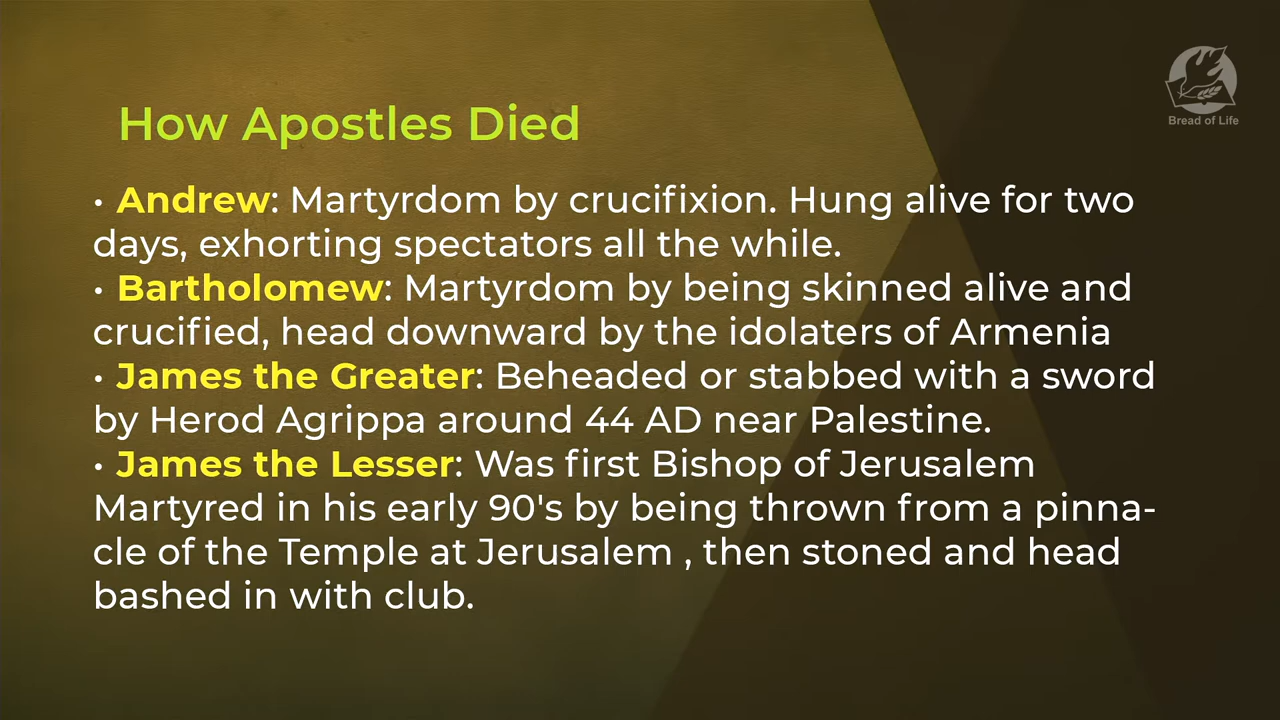 Bread of Life
How Apostles Died
• Andrew: Martyrdom by crucifixion. Hung alive for two
days, exhorting spectators all the while.
• Bartholomew: Martyrdom by being skinned alive and
crucified, head downward by the idolaters of Armenia
• James the Greater: Beheaded or stabbed with a sword
by Herod Agrippa around 44 AD near Palestine.
• James the Lesser: Was first Bishop of Jerusalem
Martyred in his early 90's by being thrown from a pinna-
cle of the Temple at Jerusalem , then stoned and head
bashed in with club.